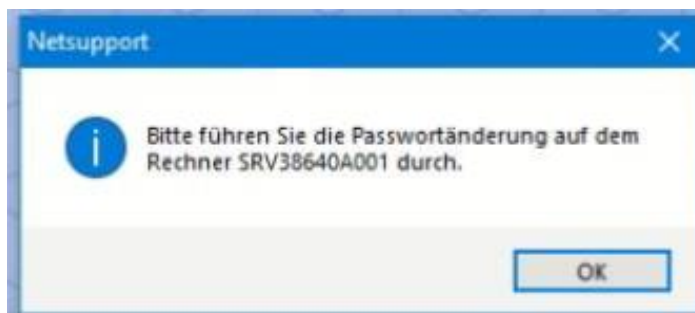 Netsupport
Bitte führen Sie die Passwortänderung auf dem
Rechner SRV38640A001 durch.
OK